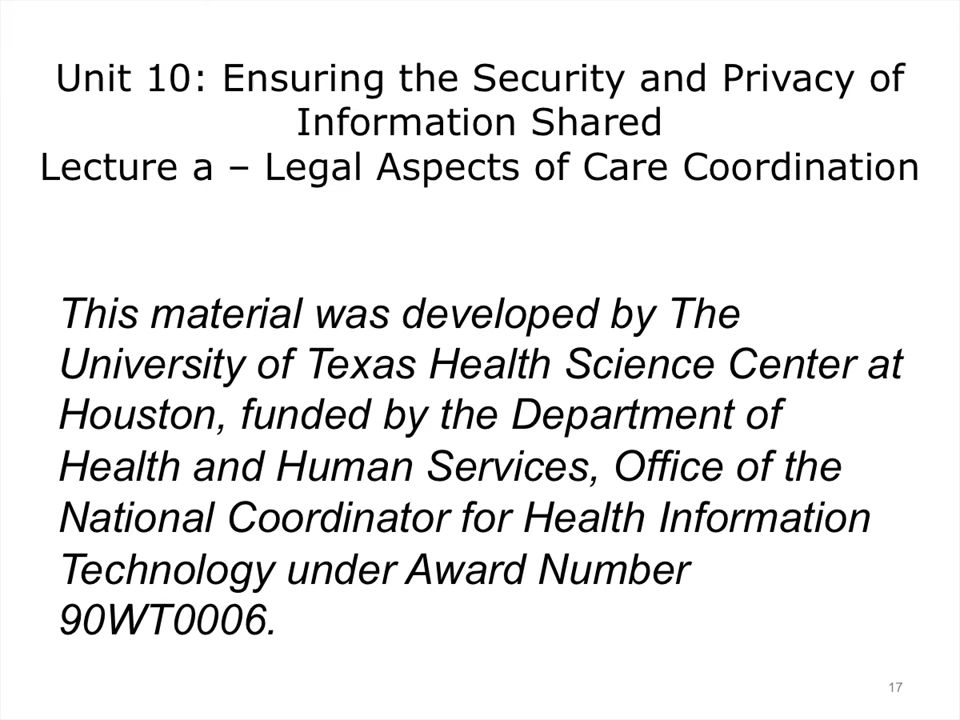 Unit 10: Ensuring the Security and Privacy of
Information Shared
Lecture a – Legal Aspects of Care Coordination
This material was developed by The
University of Texas Health Science Center at
Houston, funded by the Department of
Health and Human Services, Office of the
National Coordinator for Health Information
Technology under Award Number
90WT0006.
17